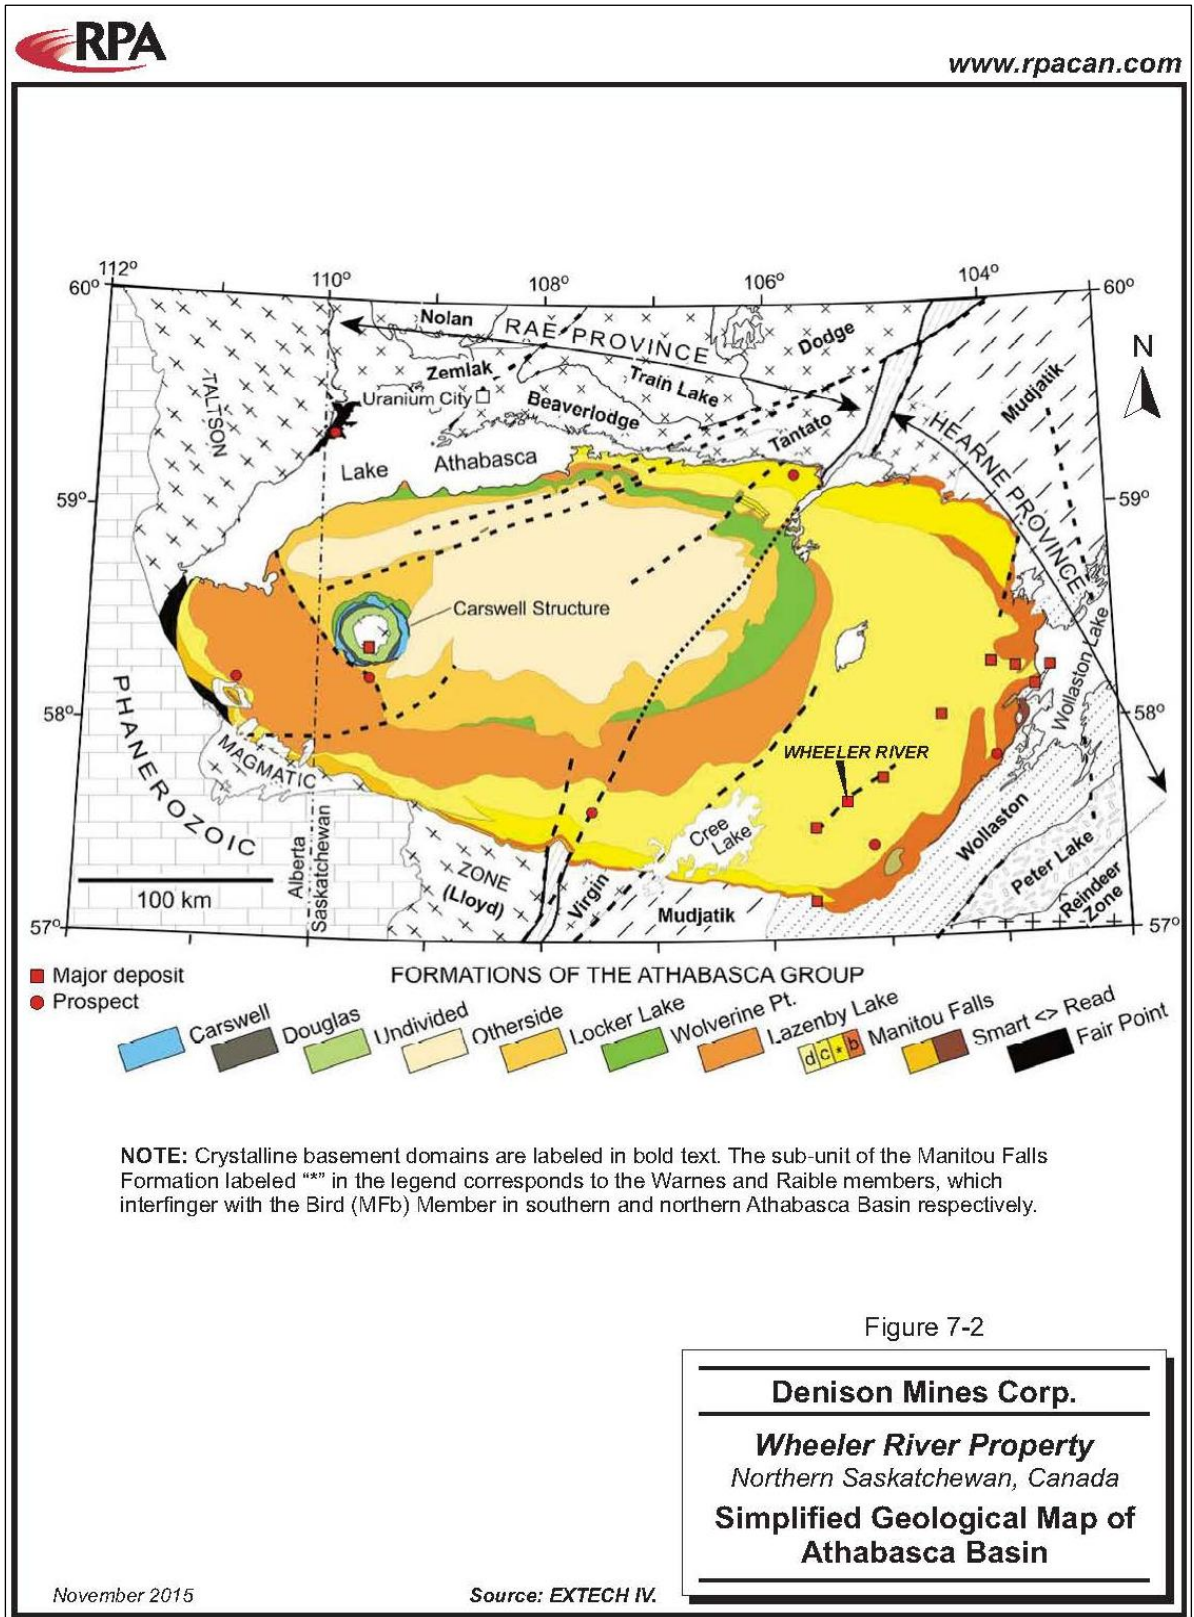 RPA
www.rpacan.com
112°
110°
108°
106°
104°
60°
60°
N
Nolan
RAE PROVINCE
Dodge
Zemlak
Train Lake
Mudjatik
TALTSON
Uranium City
Beaverlodge
Tantato
HEARNE PROVINCE
Lake Athabasca
59°
59°
Carswell Structure
Wollaston Lake
58°
58°
PHANEROZOIC
MAGMATIC
WHEELER RIVER
Cree
Lake
Wollaston
Alberta
Saskatchewan
ZONE
(Lloyd)
Virgin
Mudjatik
Peter Lake
Reindeer
Zone
100 km
57°
57°
Major deposit
Prospect
FORMATIONS OF THE ATHABASCA GROUP
Carswell
Douglas
Undivided
Otherside
Locker Lake
Wolverine Pt.
Lazenby Lake
d c * b
Manitou Falls
Smart <> Read
Fair Point
NOTE: Crystalline basement domains are labeled in bold text. The sub-unit of the Manitou Falls
Formation labeled “*” in the legend corresponds to the Warnes and Raible members, which
interfinger with the Bird (MFb) Member in southern and northern Athabasca Basin respectively.
Figure 7-2
Denison Mines Corp.
Wheeler River Property
Northern Saskatchewan, Canada
Simplified Geological Map of
Athabasca Basin
November 2015
Source: EXTECH IV.